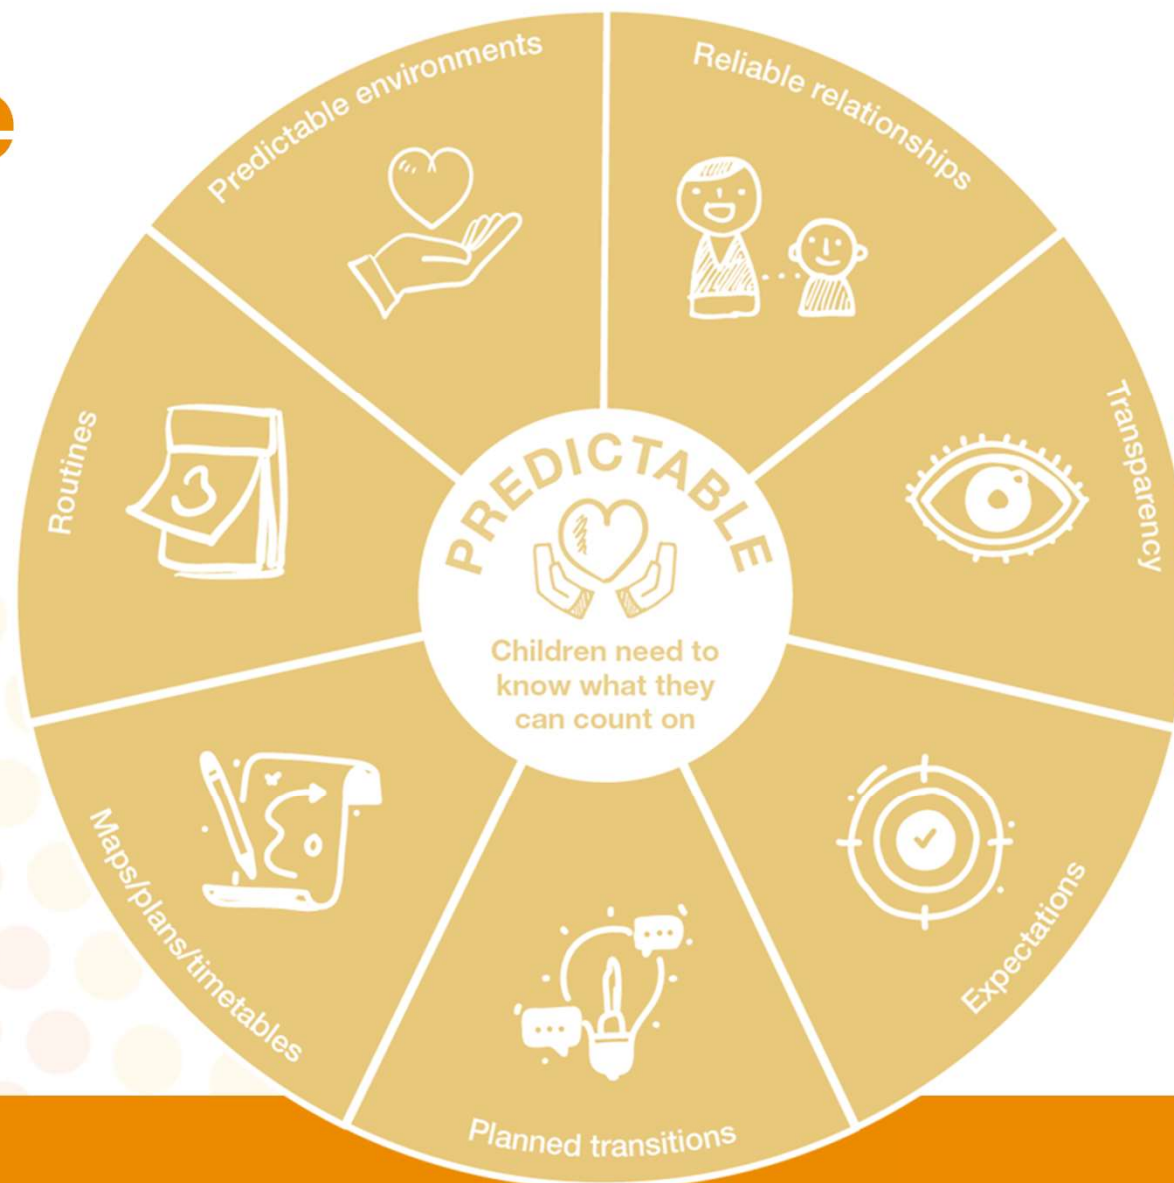 Predictable environments
Reliable relationships
Transparency
Expectations
Planned transitions
Maps/plans/timetables
Routines
3
PREDICTABLE
Children need to
know what they
can count on